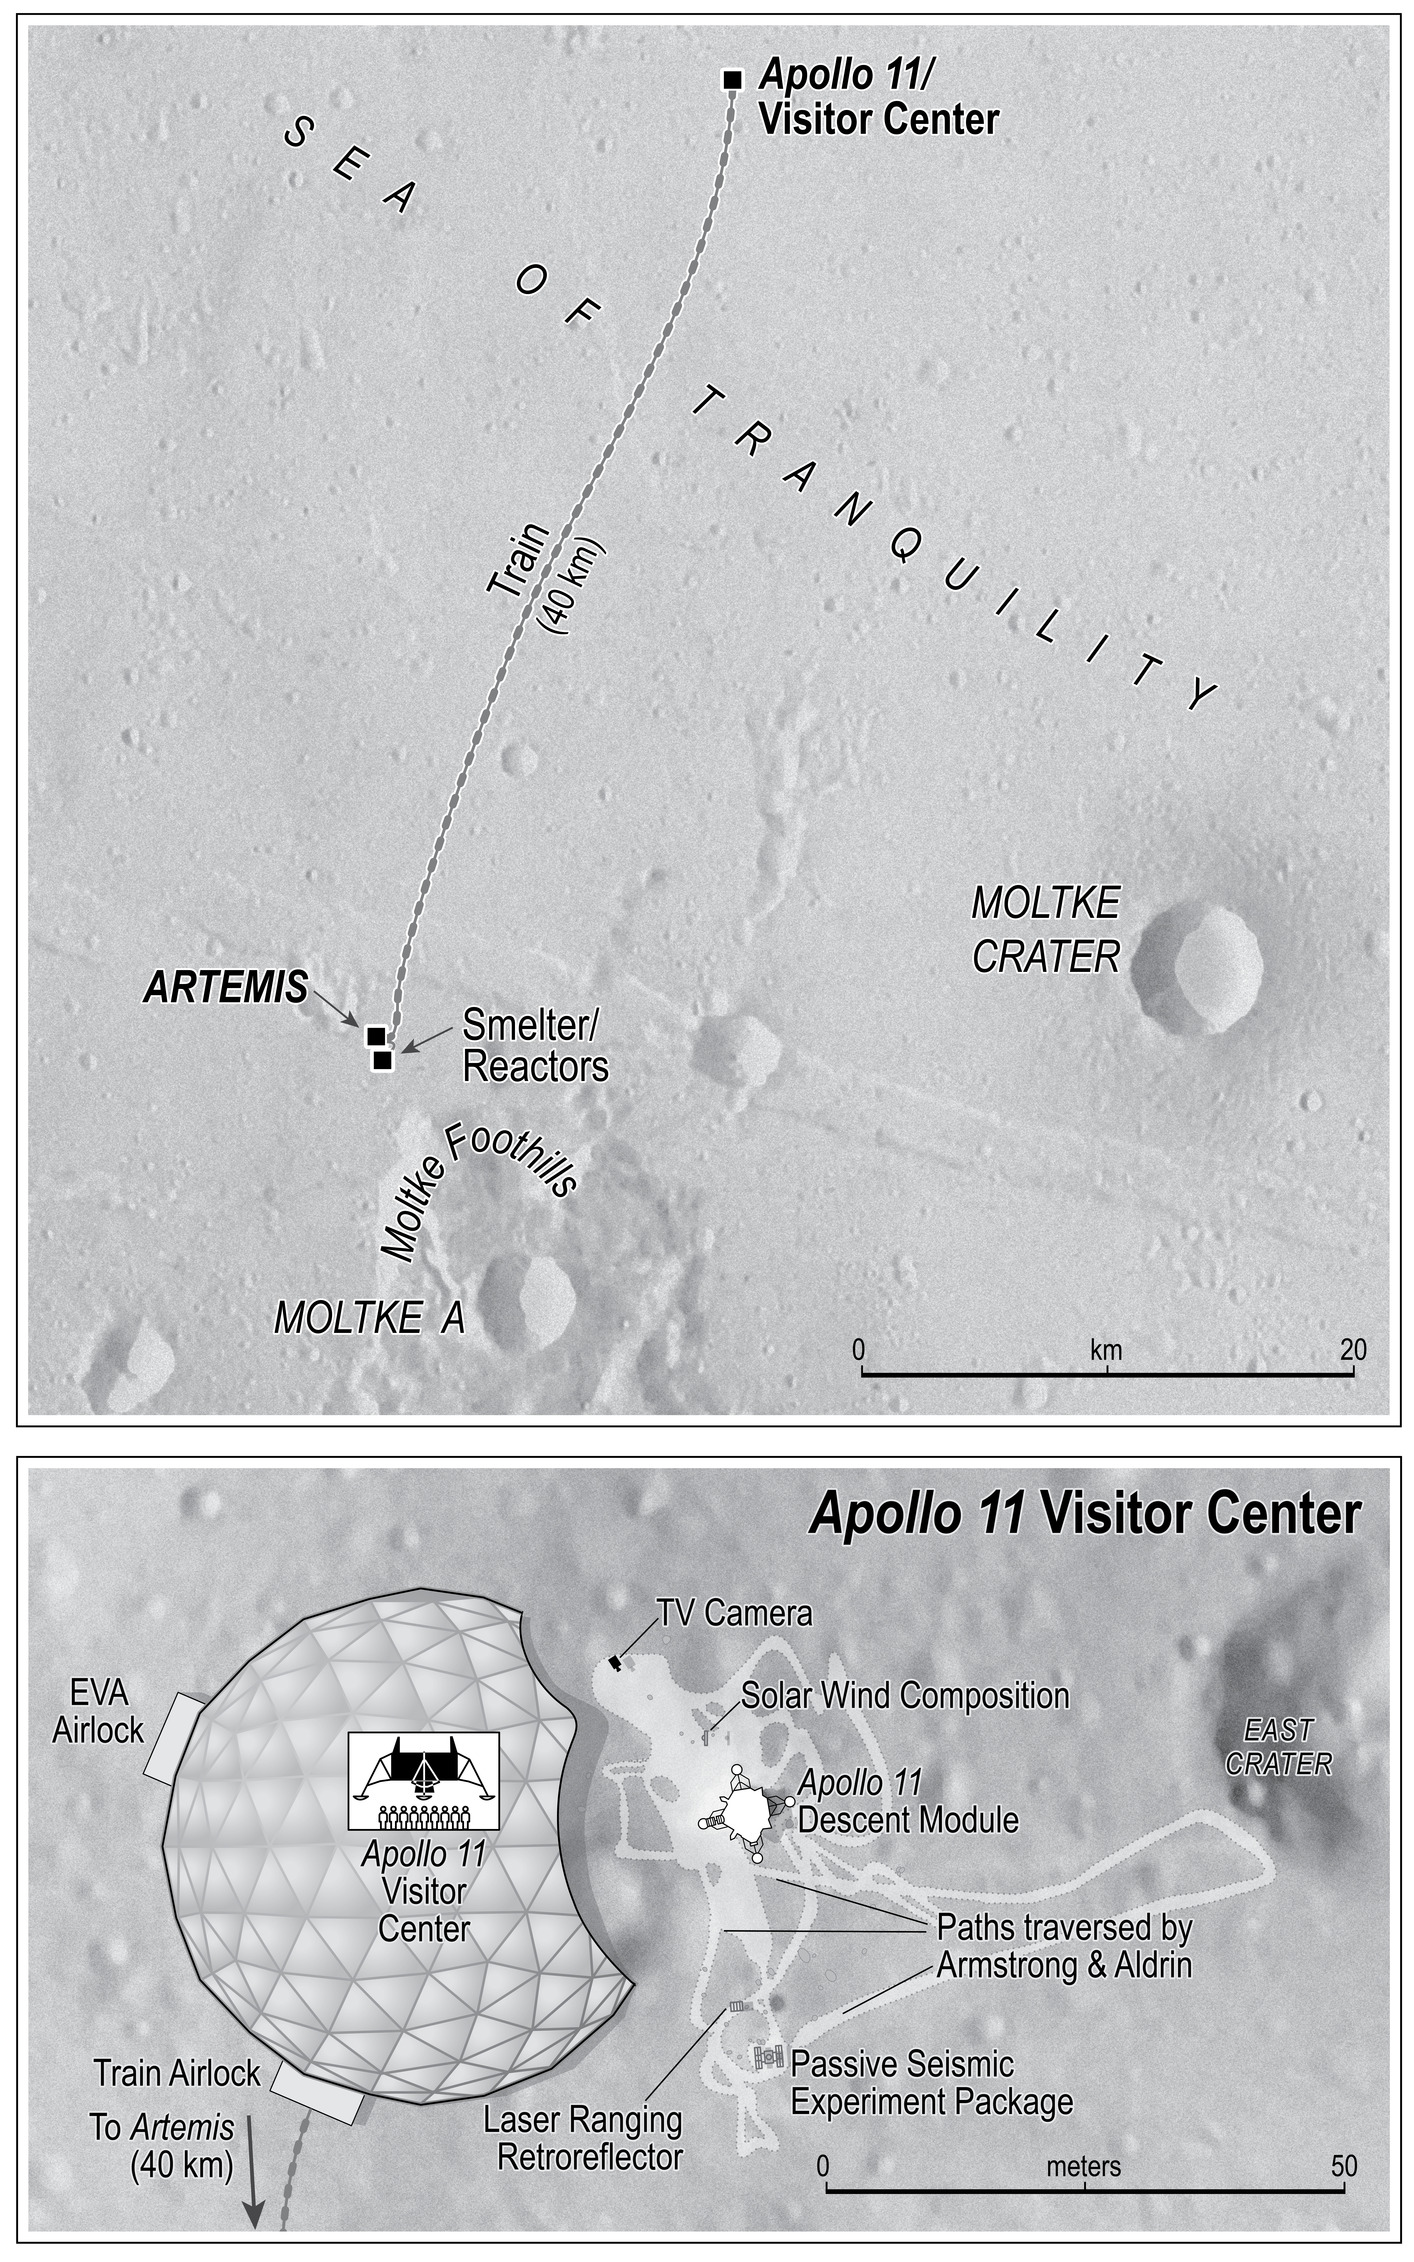 Apollo 11/
Visitor Center
SEA OF TRANQUILITY
Train
(40 km)
MOLTKE
CRATER
ARTEMIS
Smelter/
Reactors
Moltke Foothills
MOLTKE A
0 km 20
Apollo 11 Visitor Center
TV Camera
EVA
Airlock
Solar Wind Composition
EAST
CRATER
Apollo 11
Descent Module
Apollo 11
Visitor
Center
Paths traversed by
Armstrong & Aldrin
Train Airlock
To Artemis
(40 km)
Passive Seismic
Experiment Package
Laser Ranging
Retroreflector
0 meters 50